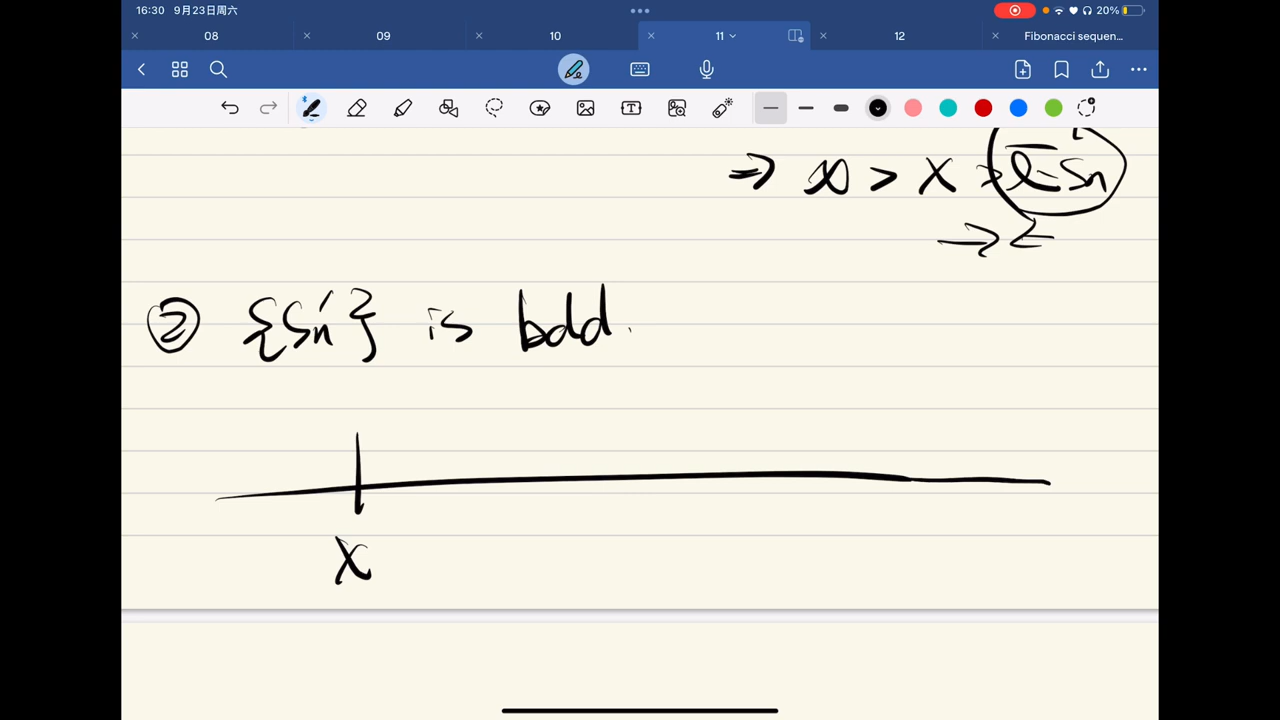 16:30 9月23日周六 20%
08 09 10 11 12 Fibonacci sequen...
⇒ x > x
→←
② {Sn'} is bdd.
x